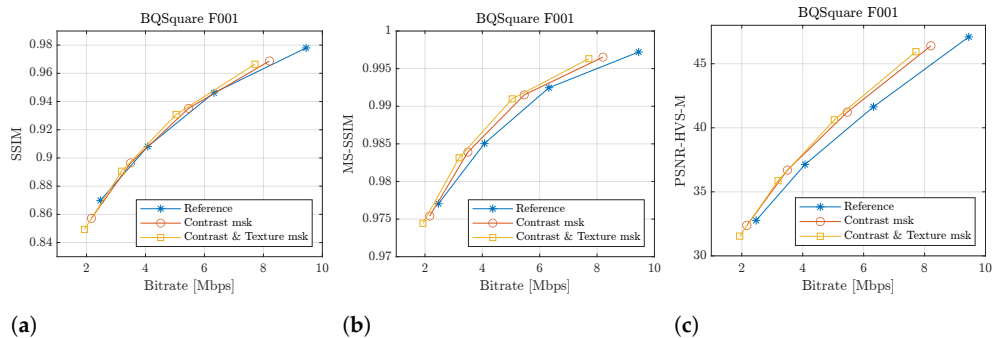 BQSquare F001
0.98
0.96
0.94
0.92
0.9
0.88
0.86
0.84
SSIM
2 4 6 8 10
Bitrate [Mbps]
Reference
Contrast msk
Contrast & Texture msk
(a)
BQSquare F001
1
0.995
0.99
0.985
0.98
0.975
0.97
MS-SSIM
2 4 6 8 10
Bitrate [Mbps]
Reference
Contrast msk
Contrast & Texture msk
(b)
BQSquare F001
45
40
35
30
PSNR-HVS-M
2 4 6 8 10
Bitrate [Mbps]
Reference
Contrast msk
Contrast & Texture msk
(c)